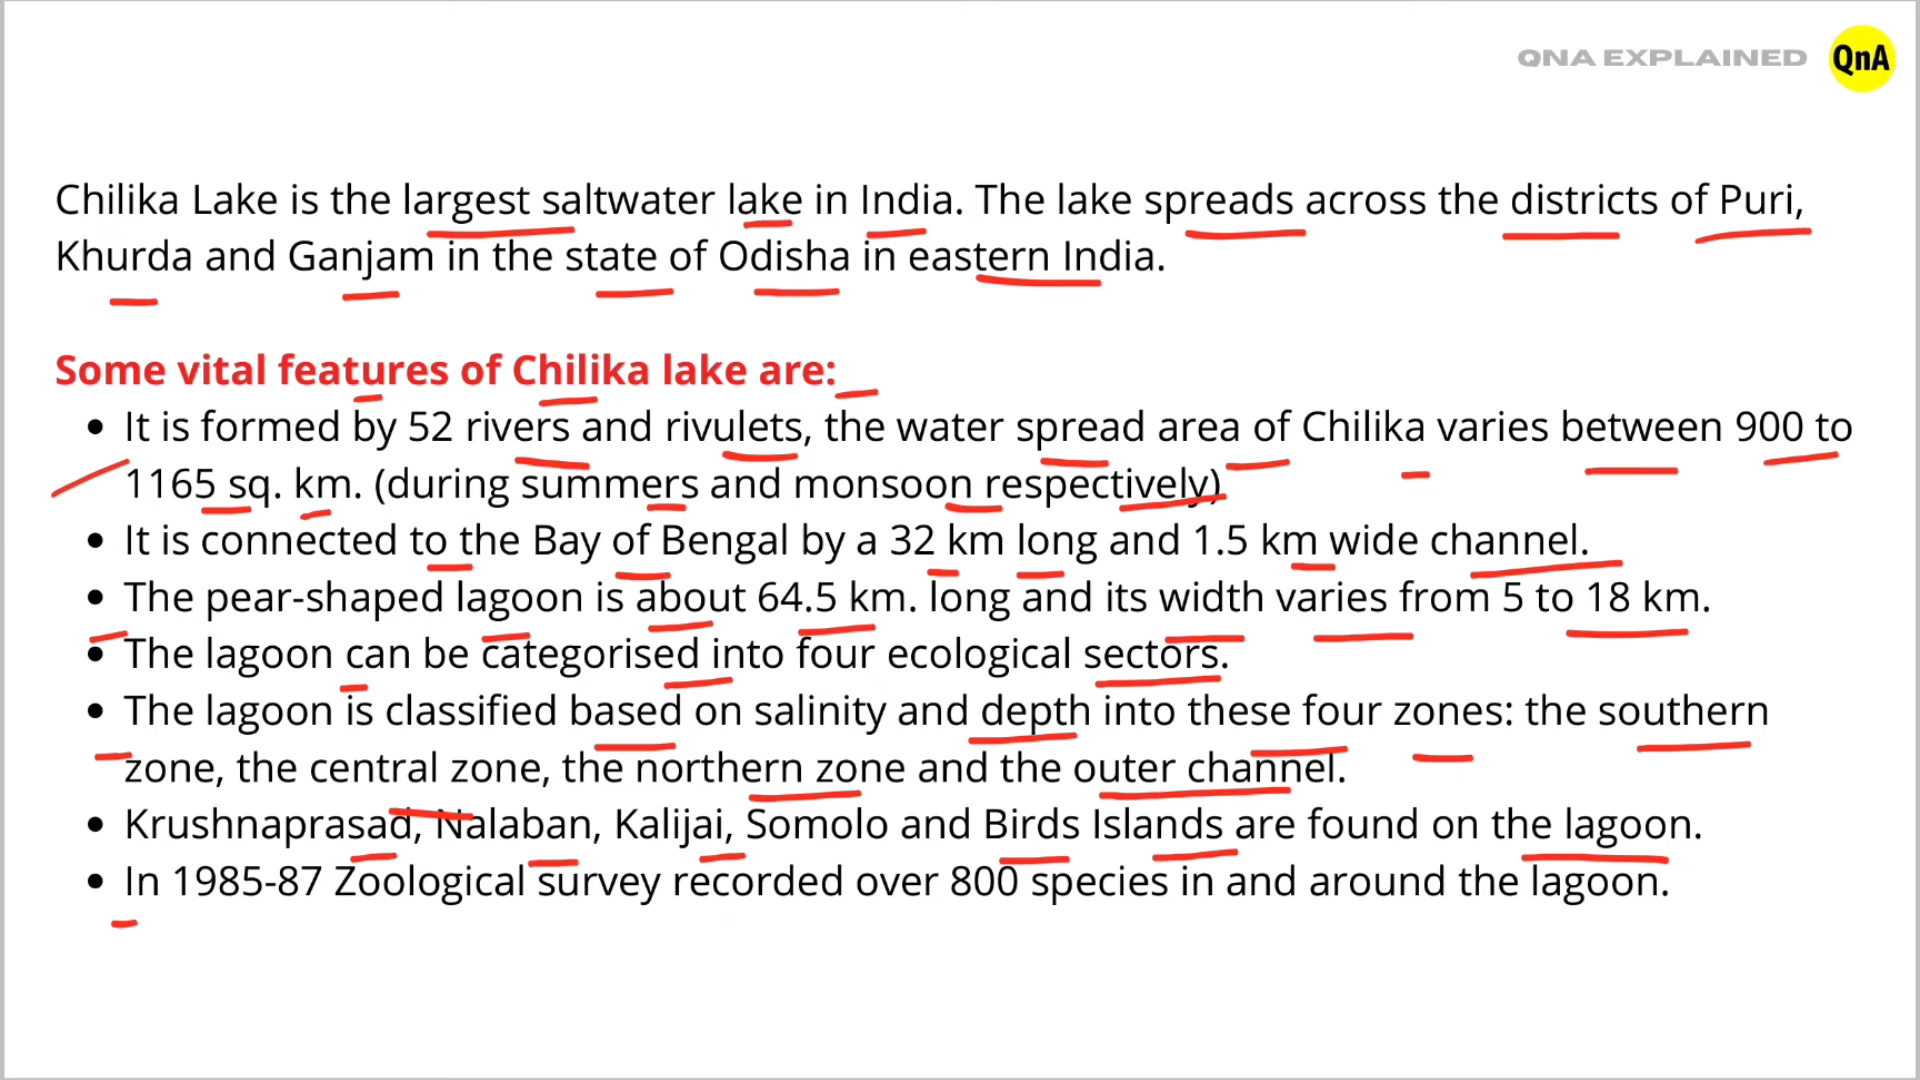 QNA EXPLAINED QnA
Chilika Lake is the largest saltwater lake in India. The lake spreads across the districts of Puri,
Khurda and Ganjam in the state of Odisha in eastern India.
Some vital features of Chilika lake are:
• It is formed by 52 rivers and rivulets, the water spread area of Chilika varies between 900 to
1165 sq. km. (during summers and monsoon respectively)
• It is connected to the Bay of Bengal by a 32 km long and 1.5 km wide channel.
• The pear-shaped lagoon is about 64.5 km. long and its width varies from 5 to 18 km.
• The lagoon can be categorised into four ecological sectors.
• The lagoon is classified based on salinity and depth into these four zones: the southern
zone, the central zone, the northern zone and the outer channel.
• Krushnaprasad, Nalaban, Kalijai, Somolo and Birds Islands are found on the lagoon.
• In 1985-87 Zoological survey recorded over 800 species in and around the lagoon.